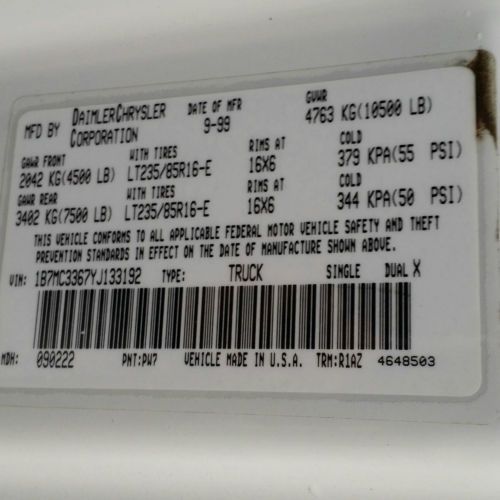 MFD BY DAIMLERCHRYSLER CORPORATION DATE OF MFR 9-99 GVWR 4763 KG(10500 LB)
GAWR FRONT WITH TIRES RIMS AT COLD
2042 KG(4500 LB) LT235/85R16-E 16X6 379 KPA(55 PSI)
GAWR REAR WITH TIRES RIMS AT COLD
3402 KG(7500 LB) LT235/85R16-E 16X6 344 KPA(50 PSI)
THIS VEHICLE CONFORMS TO ALL APPLICABLE FEDERAL MOTOR VEHICLE SAFETY AND THEFT
PREVENTION STANDARDS IN EFFECT ON THE DATE OF MANUFACTURE SHOWN ABOVE.
VIN: 1B7MC3367YJ133192 TYPE: TRUCK SINGLE DUAL X
MDH: 090222 PNT:PW7 VEHICLE MADE IN U.S.A. TRM:R1AZ 4648503